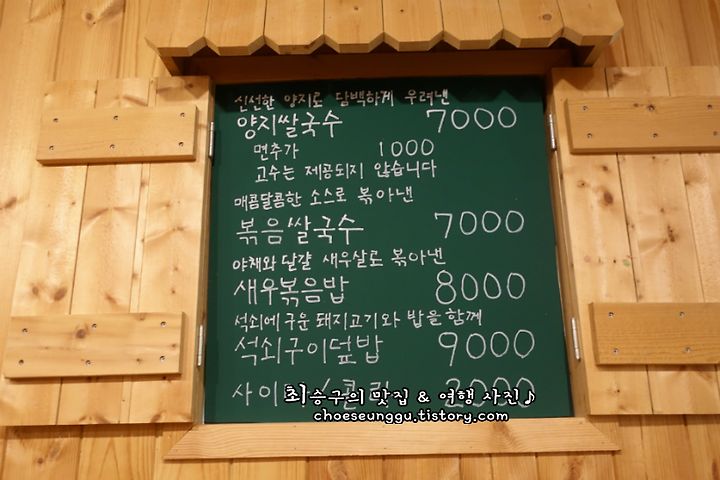 신선한 양지로 담백하게 우려낸
양지쌀국수 7000
면추가 1000
고수는 제공되지 않습니다
매콤달콤한 소스로 볶아낸
볶음쌀국수 7000
야채와 달걀 새우살로 볶아낸
새우볶음밥 8000
석쇠에 구운 돼지고기와 밥을 함께
석쇠구이덮밥 9000
사이
최승구의 맛집 & 여행 사진♪
choeseunggu.tistory.com